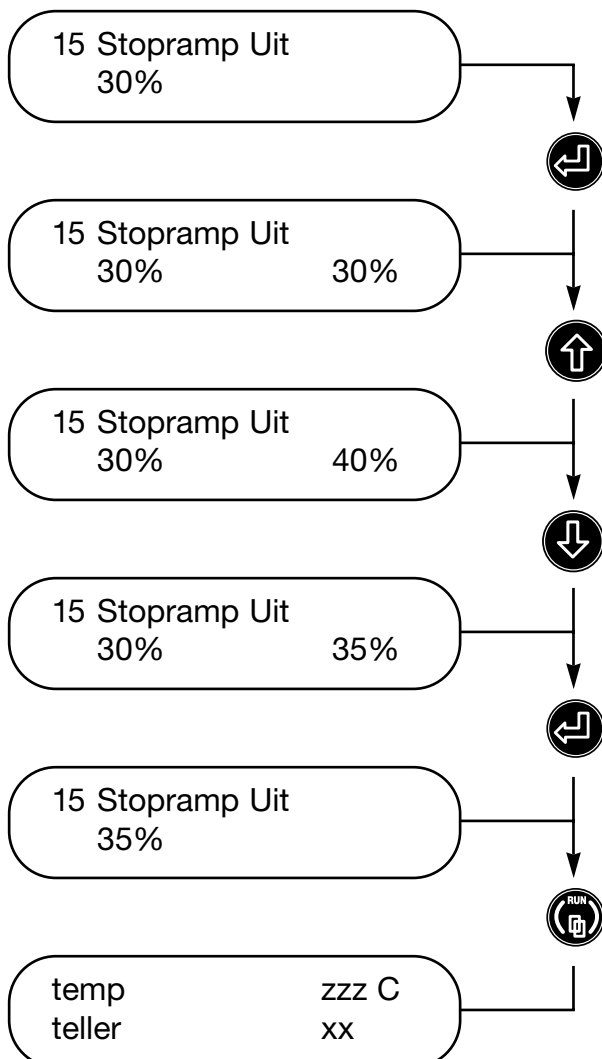 15 Stopramp Uit
30%
15 Stopramp Uit
30% 30%
15 Stopramp Uit
30% 40%
15 Stopramp Uit
30% 35%
15 Stopramp Uit
35%
RUN
temp zzz C
teller xx